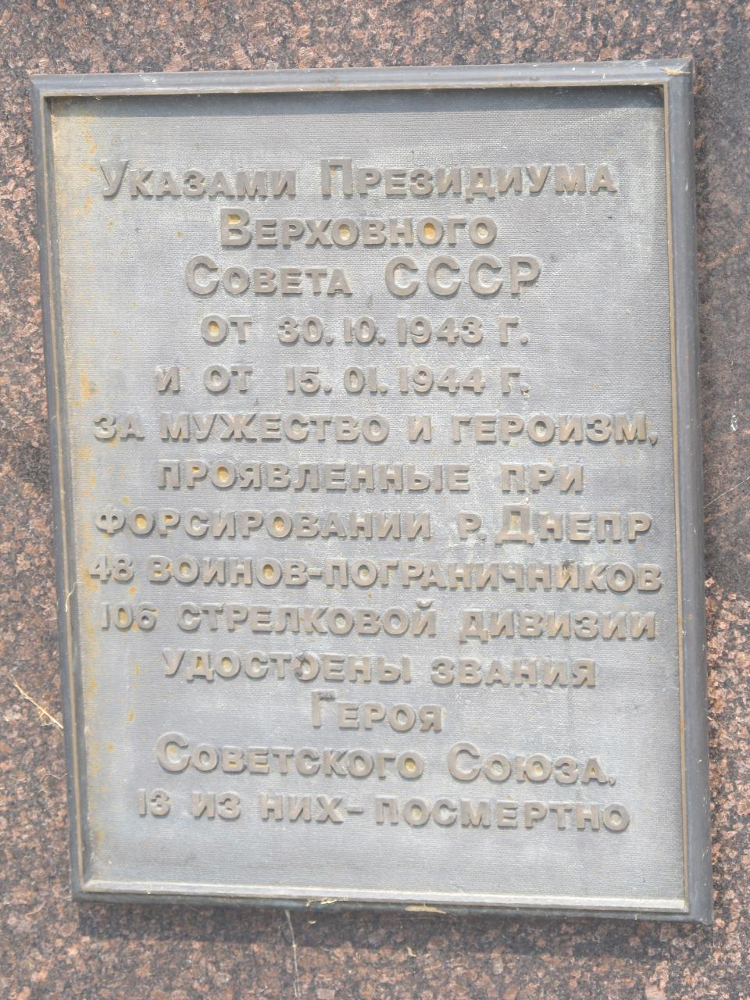 Указами Президиума
Верховного
Совета СССР
от 30.10.1943 г.
и от 15.01.1944 г.
за мужество и героизм,
проявленные при
форсировании р. Днепр
48 воинов-пограничников
106 стрелковой дивизии
удостоены звания
Героя
Советского Союза,
13 из них - посмертно